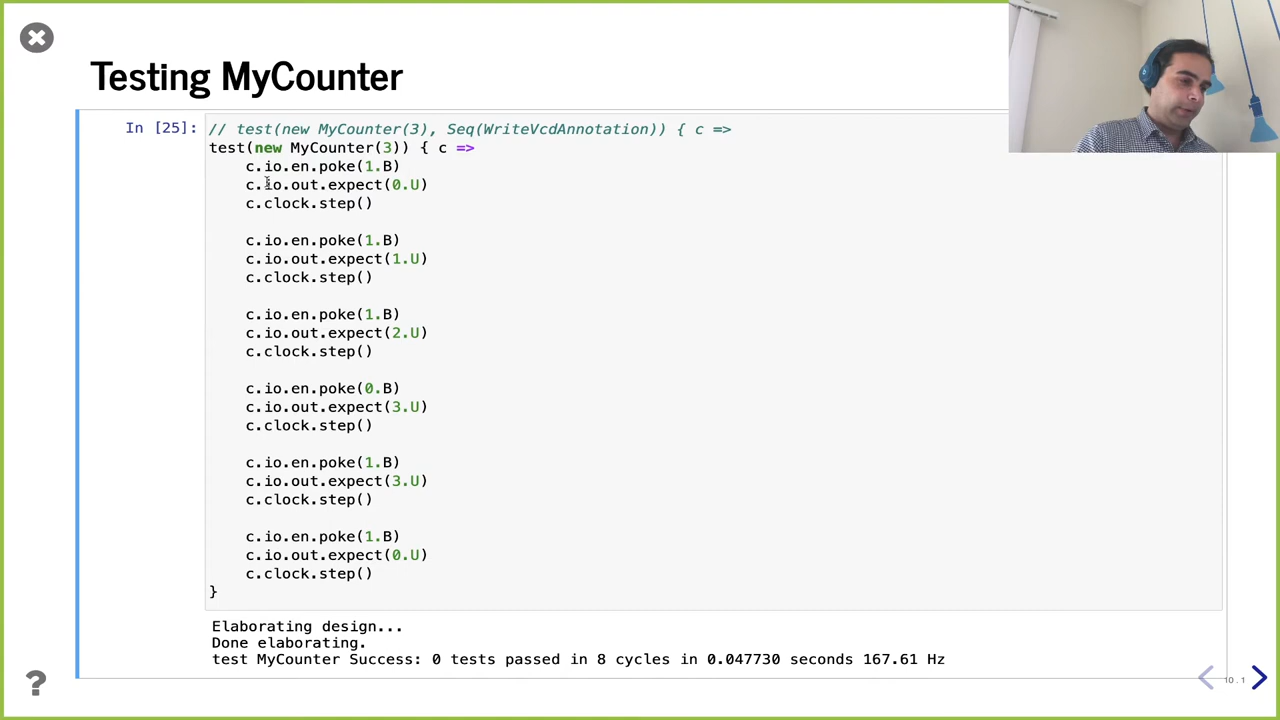 Testing MyCounter
In [25]:
// test(new MyCounter(3), Seq(WriteVcdAnnotation)) { c =>
test(new MyCounter(3)) { c =>
c.io.en.poke(1.B)
c.io.out.expect(0.U)
c.clock.step()
c.io.en.poke(1.B)
c.io.out.expect(1.U)
c.clock.step()
c.io.en.poke(1.B)
c.io.out.expect(2.U)
c.clock.step()
c.io.en.poke(0.B)
c.io.out.expect(3.U)
c.clock.step()
c.io.en.poke(1.B)
c.io.out.expect(3.U)
c.clock.step()
c.io.en.poke(1.B)
c.io.out.expect(0.U)
c.clock.step()
}
Elaborating design...
Done elaborating.
test MyCounter Success: 0 tests passed in 8 cycles in 0.047730 seconds 167.61 Hz
?
10.1